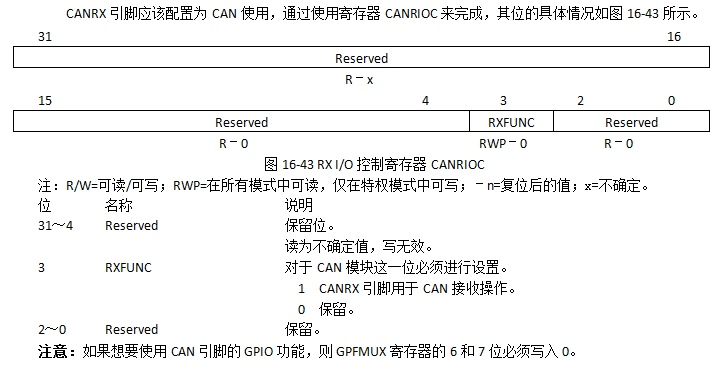 CANRX 引脚应该配置为 CAN 使用，通过使用寄存器 CANRIOC 来完成，其位的具体情况如图 16-43 所示。
31 16
Reserved
R－x
15 4 3 2 0
Reserved RXFUNC Reserved
R－0 RWP－0 R－0
图 16-43 RX I/O 控制寄存器 CANRIOC
注：R/W=可读/可写；RWP=在所有模式中可读，仅在特权模式中可写；－n=复位后的值；x=不确定。
位 名称 说明
31～4 Reserved 保留位。
读为不确定值，写无效。
3 RXFUNC 对于 CAN 模块这一位必须进行设置。
1 CANRX 引脚用于 CAN 接收操作。
0 保留。
2～0 Reserved 保留。
注意：如果想要使用 CAN 引脚的 GPIO 功能，则 GPFMUX 寄存器的 6 和 7 位必须写入 0。